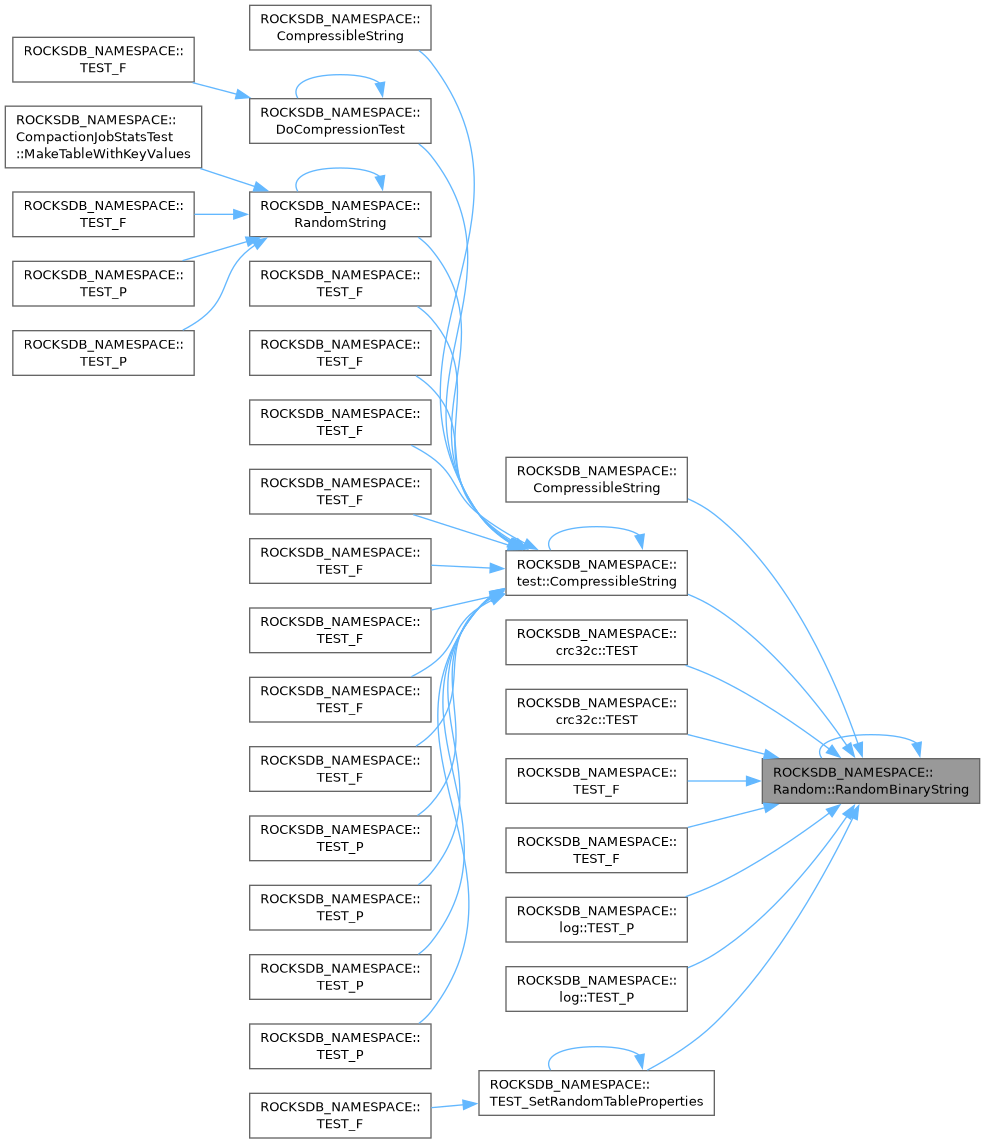 ROCKSDB_NAMESPACE::
CompressibleString
ROCKSDB_NAMESPACE::
TEST_F
ROCKSDB_NAMESPACE::
DoCompressionTest
ROCKSDB_NAMESPACE::
CompactionJobStatsTest
::MakeTableWithKeyValues
ROCKSDB_NAMESPACE::
RandomString
ROCKSDB_NAMESPACE::
TEST_F
ROCKSDB_NAMESPACE::
TEST_P
ROCKSDB_NAMESPACE::
TEST_F
ROCKSDB_NAMESPACE::
TEST_P
ROCKSDB_NAMESPACE::
TEST_F
ROCKSDB_NAMESPACE::
TEST_F
ROCKSDB_NAMESPACE::
TEST_F
ROCKSDB_NAMESPACE::
CompressibleString
ROCKSDB_NAMESPACE::
TEST_F
ROCKSDB_NAMESPACE::
test::CompressibleString
ROCKSDB_NAMESPACE::
TEST_F
ROCKSDB_NAMESPACE::
crc32c::TEST
ROCKSDB_NAMESPACE::
TEST_F
ROCKSDB_NAMESPACE::
crc32c::TEST
ROCKSDB_NAMESPACE::
TEST_F
ROCKSDB_NAMESPACE::
TEST_F
ROCKSDB_NAMESPACE::
Random::RandomBinaryString
ROCKSDB_NAMESPACE::
TEST_P
ROCKSDB_NAMESPACE::
TEST_F
ROCKSDB_NAMESPACE::
TEST_P
ROCKSDB_NAMESPACE::
log::TEST_P
ROCKSDB_NAMESPACE::
TEST_P
ROCKSDB_NAMESPACE::
log::TEST_P
ROCKSDB_NAMESPACE::
TEST_P
ROCKSDB_NAMESPACE::
TEST_SetRandomTableProperties
ROCKSDB_NAMESPACE::
TEST_F